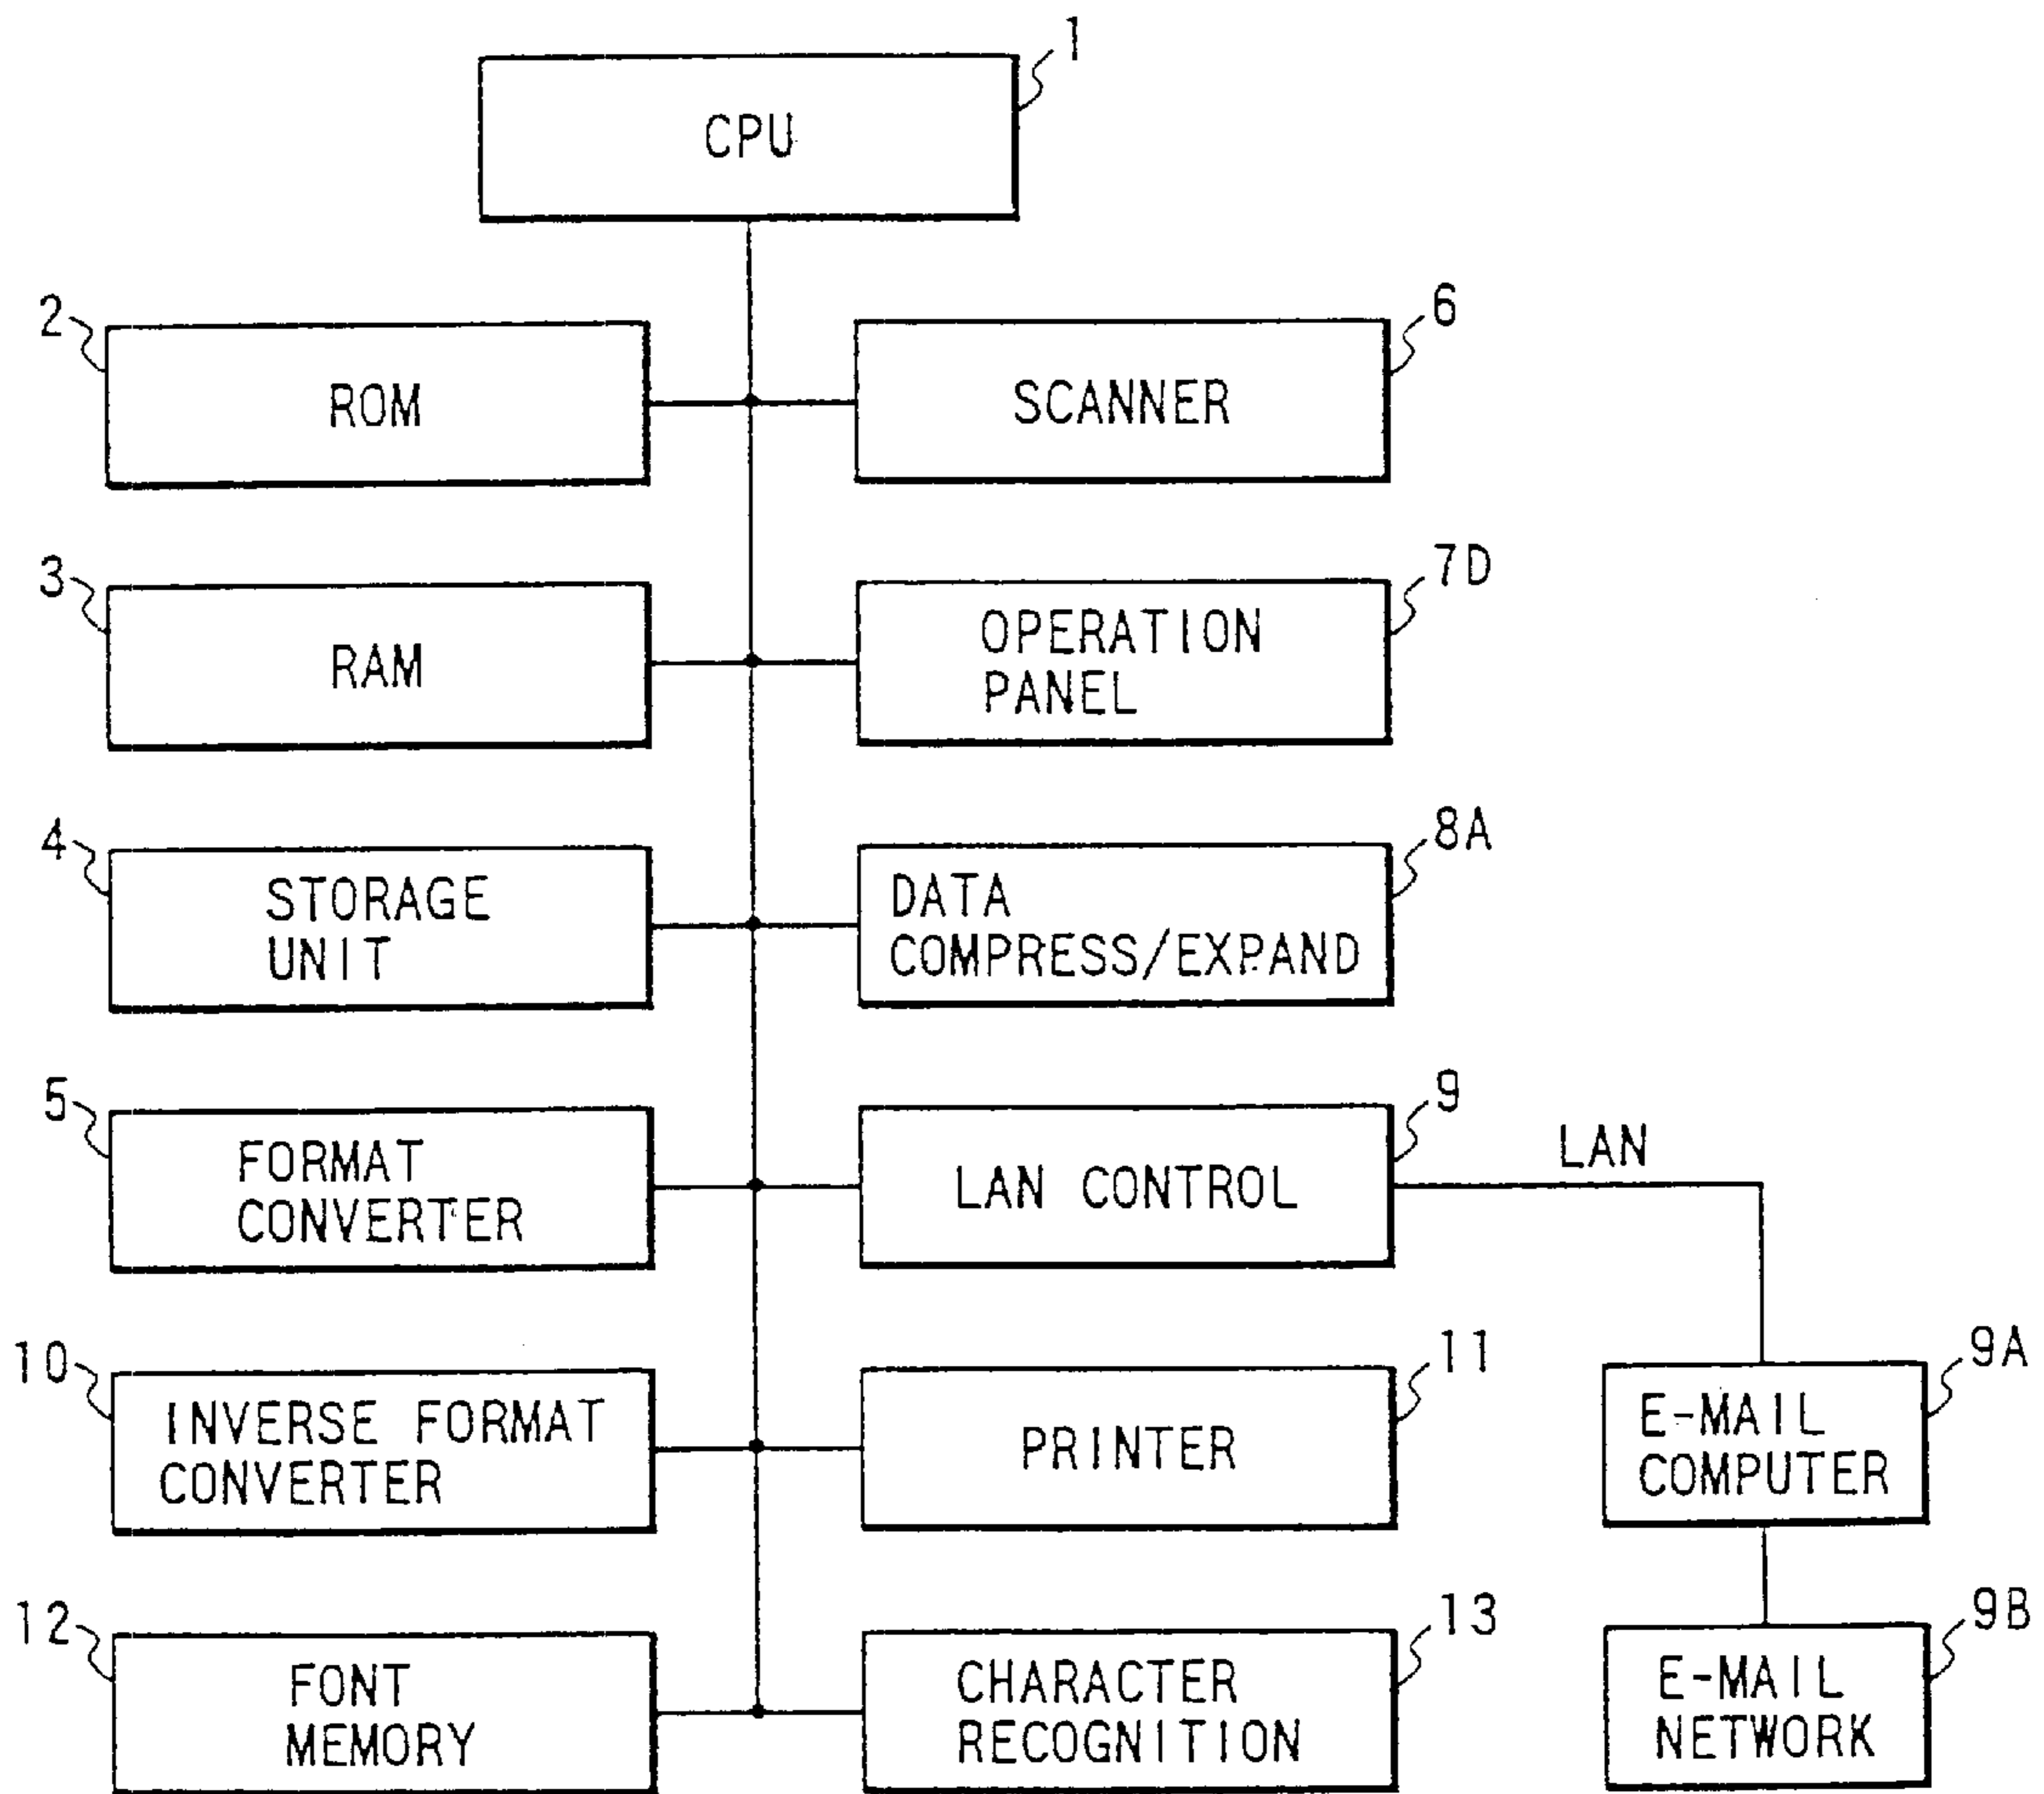 1
CPU
2
ROM
6
SCANNER
3
RAM
7D
OPERATION
PANEL
4
STORAGE
UNIT
8A
DATA
COMPRESS/EXPAND
5
FORMAT
CONVERTER
9
LAN CONTROL
LAN
10
INVERSE FORMAT
CONVERTER
11
PRINTER
9A
E-MAIL
COMPUTER
12
FONT
MEMORY
13
CHARACTER
RECOGNITION
9B
E-MAIL
NETWORK